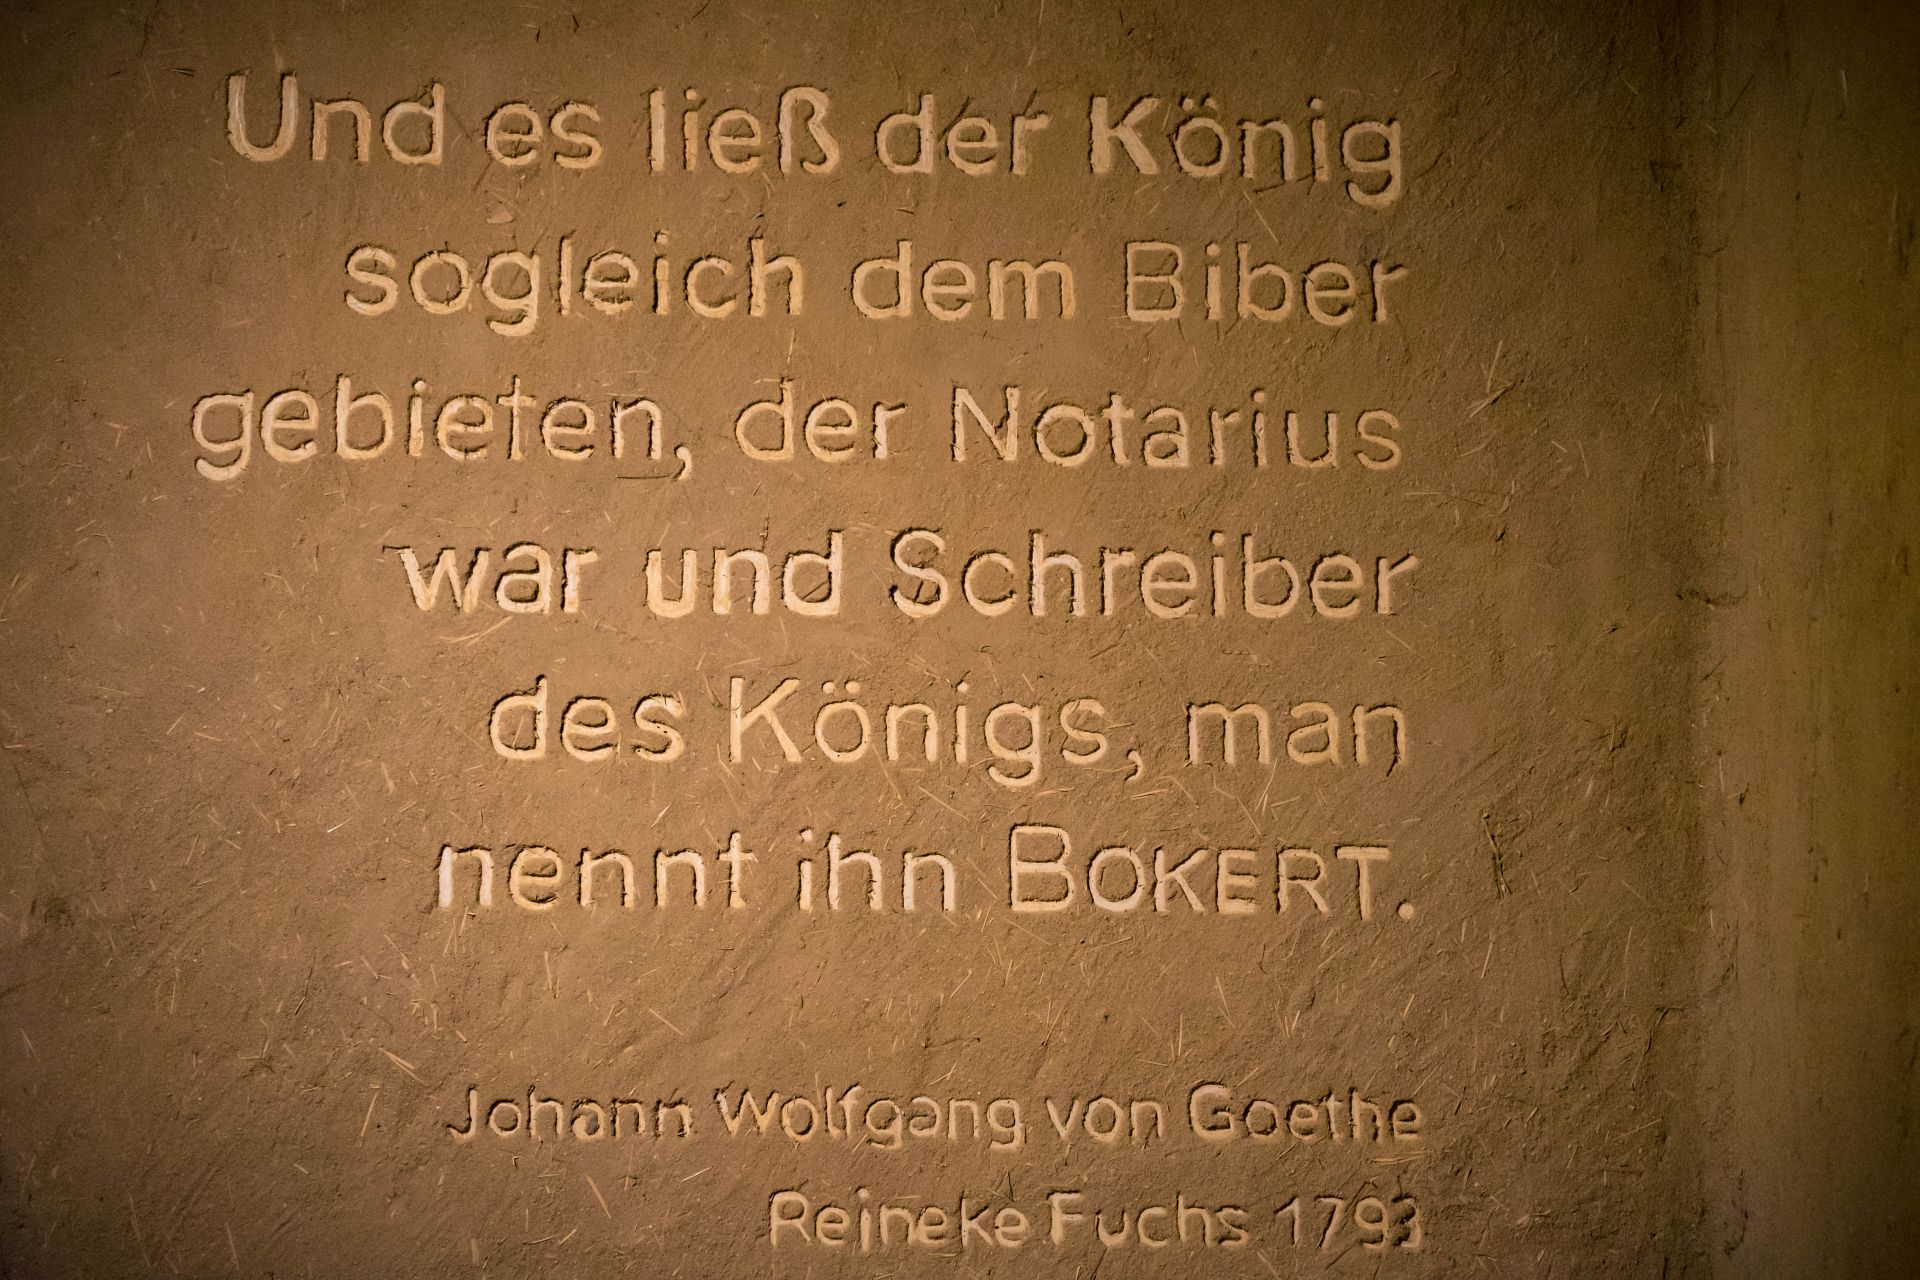 Und es ließ der König
sogleich dem Biber
gebieten, der Notarius
war und Schreiber
des Königs, man
nennt ihn BOKERT.
Johann Wolfgang von Goethe
Reineke Fuchs 1793